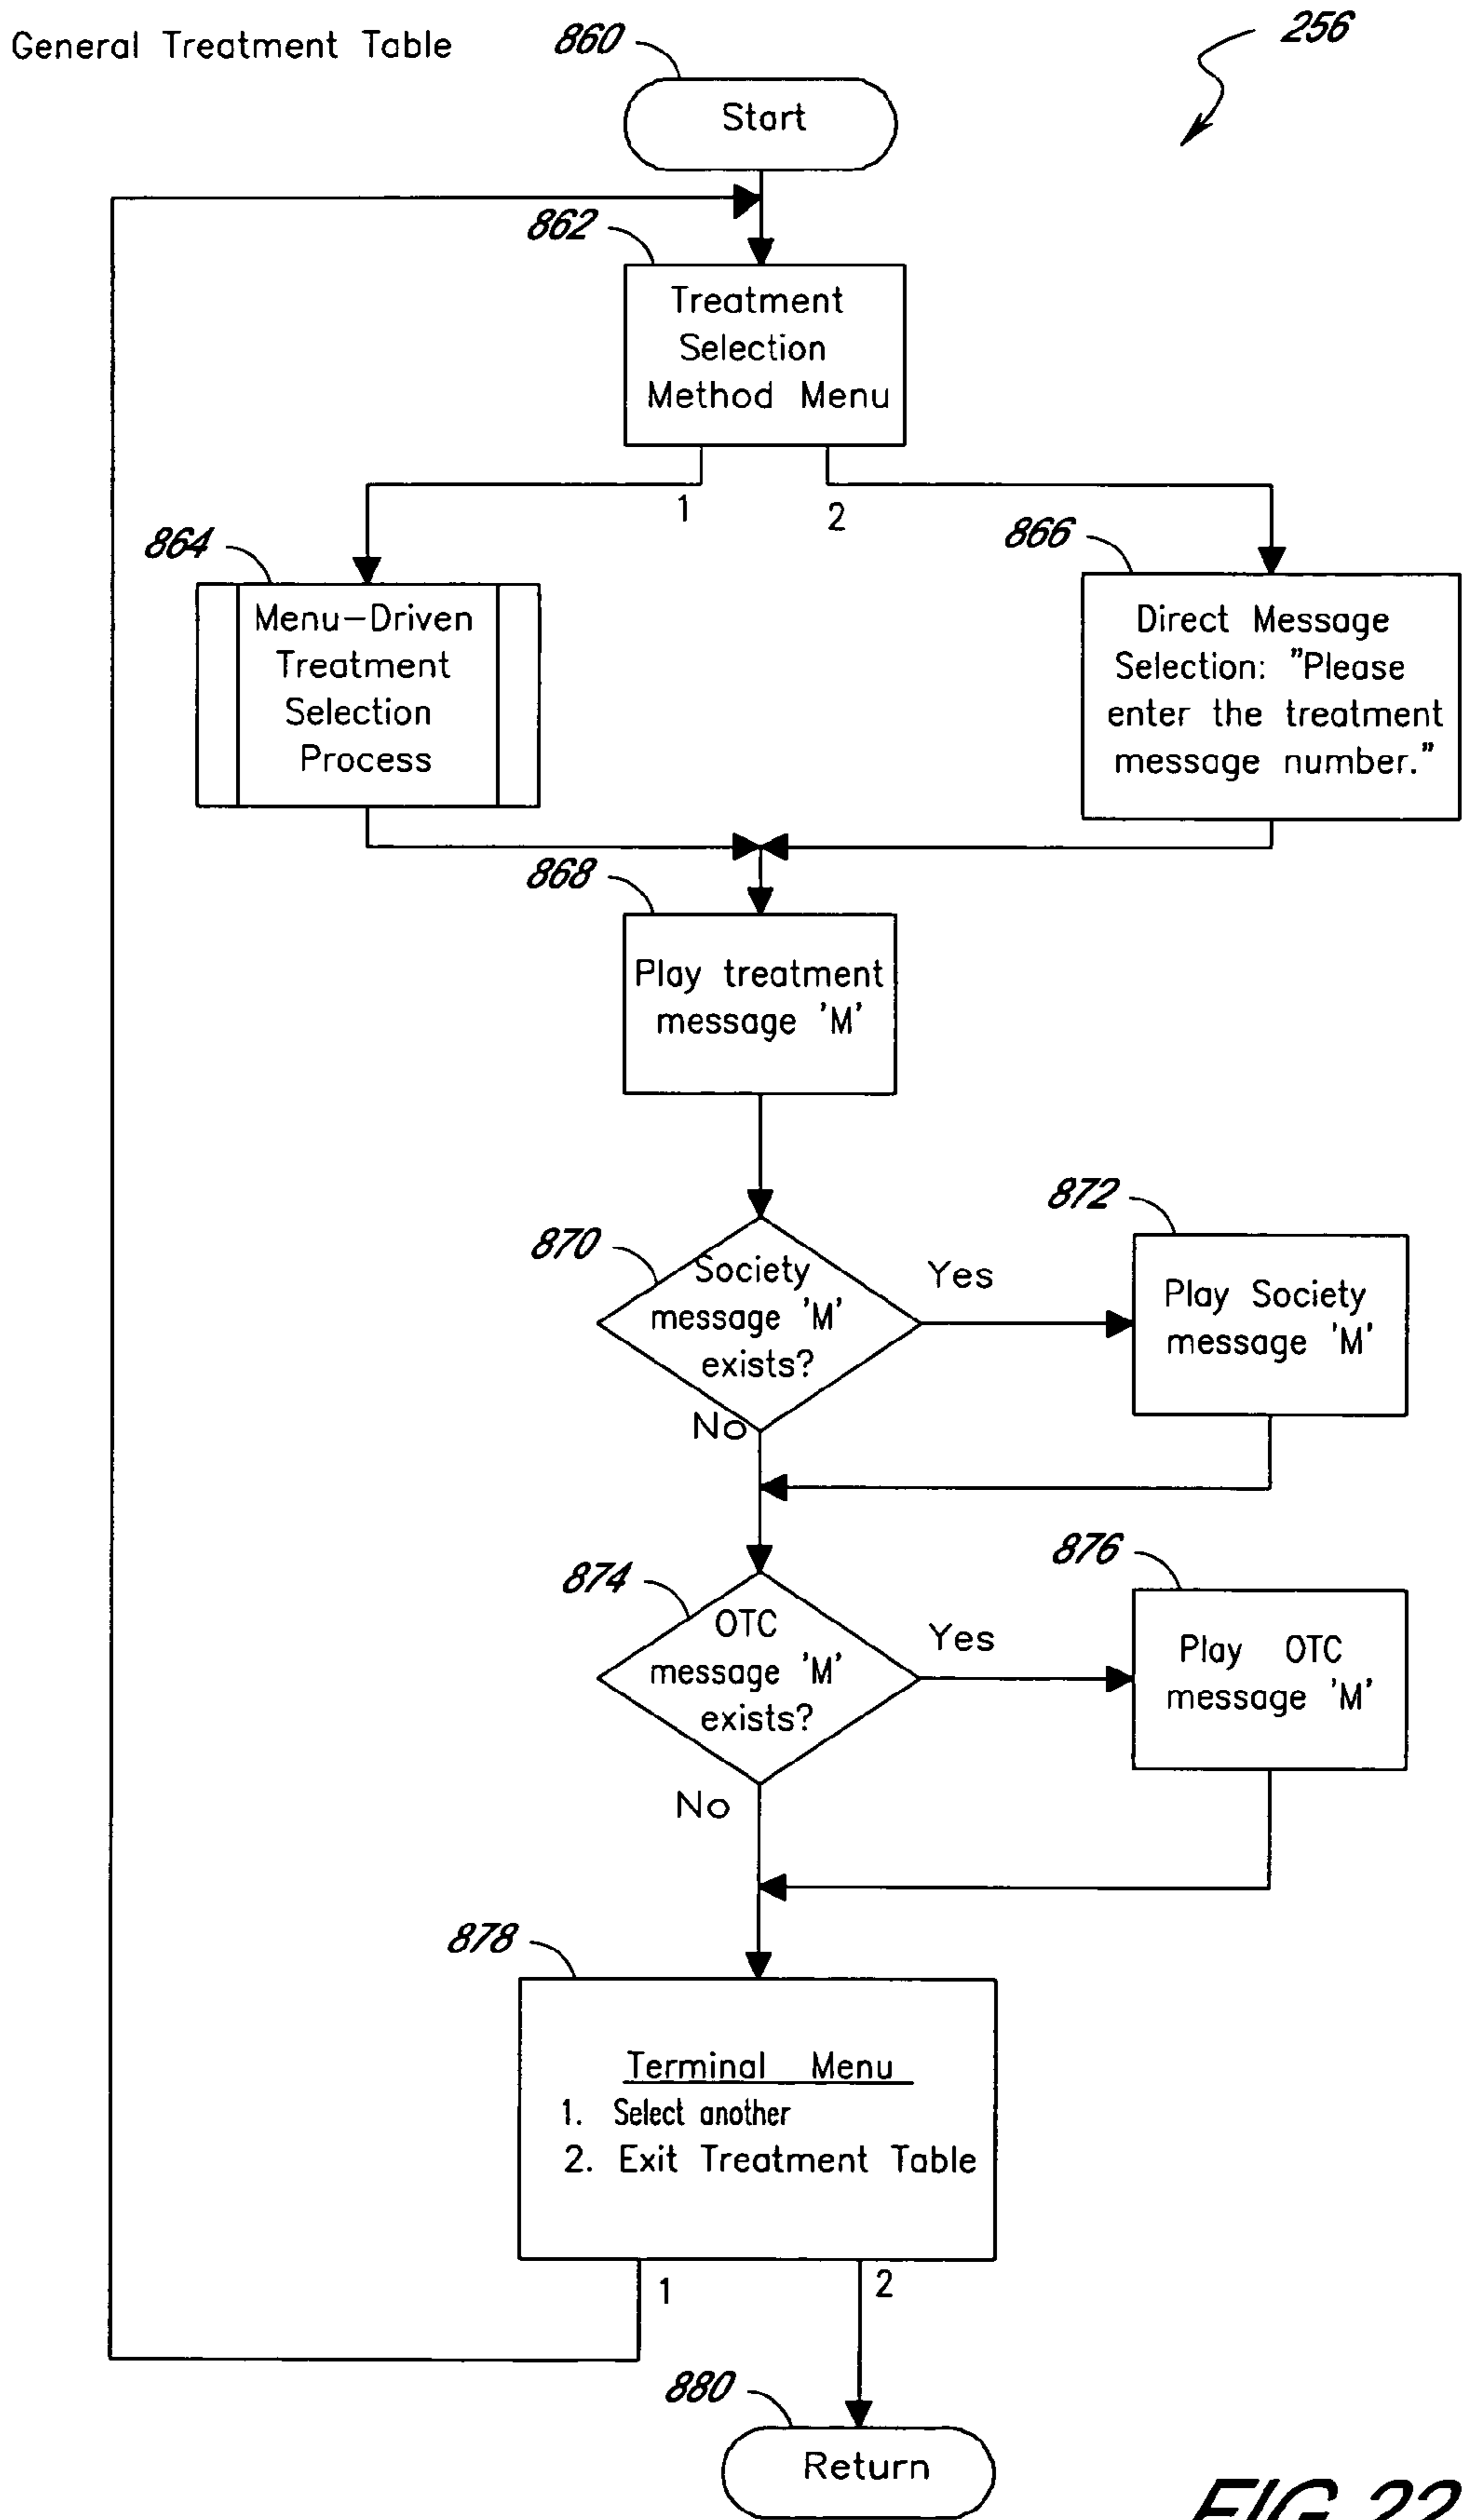 General Treatment Table
860
256
Start
862
Treatment
Selection
Method Menu
1
2
864
866
Menu-Driven
Treatment
Selection
Process
Direct Message
Selection: "Please
enter the treatment
message number."
868
Play treatment
message 'M'
870
Society
message 'M'
exists?
Yes
No
872
Play Society
message 'M'
874
OTC
message 'M'
exists?
Yes
No
876
Play OTC
message 'M'
878
Terminal Menu
1. Select another
2. Exit Treatment Table
1
2
880
Return
FIG. 22